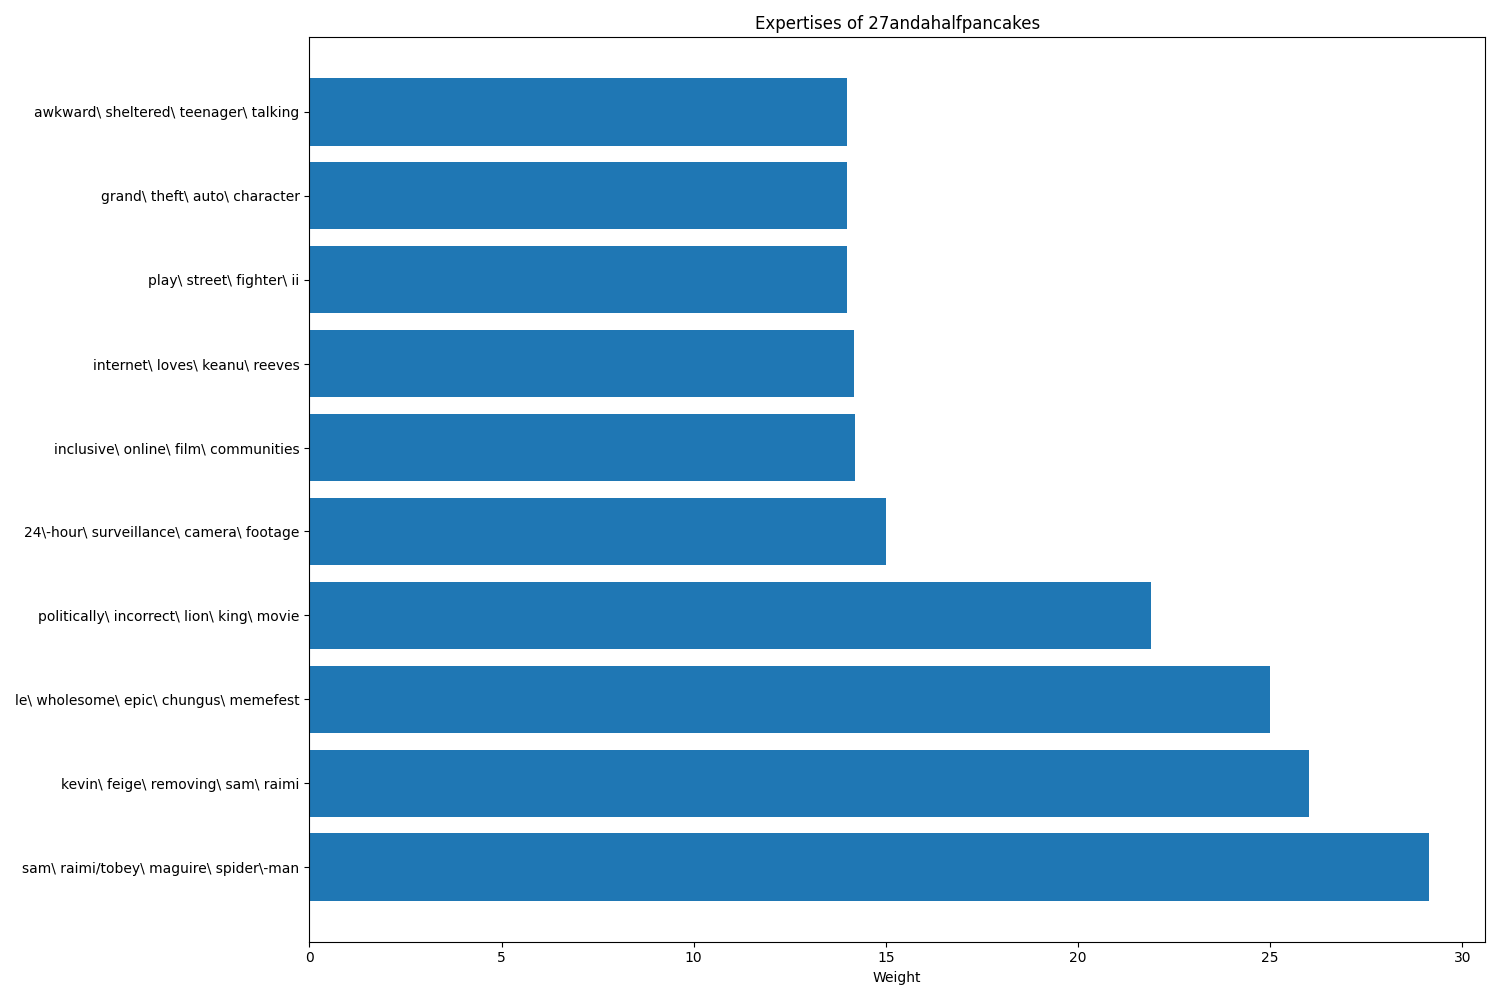 Expertises of 27andahalfpancakes
awkward\ sheltered\ teenager\ talking
grand\ theft\ auto\ character
play\ street\ fighter\ ii
internet\ loves\ keanu\ reeves
inclusive\ online\ film\ communities
24\-hour\ surveillance\ camera\ footage
politically\ incorrect\ lion\ king\ movie
le\ wholesome\ epic\ chungus\ memefest
kevin\ feige\ removing\ sam\ raimi
sam\ raimi/tobey\ maguire\ spider\-man
0 5 10 15 20 25 30
Weight